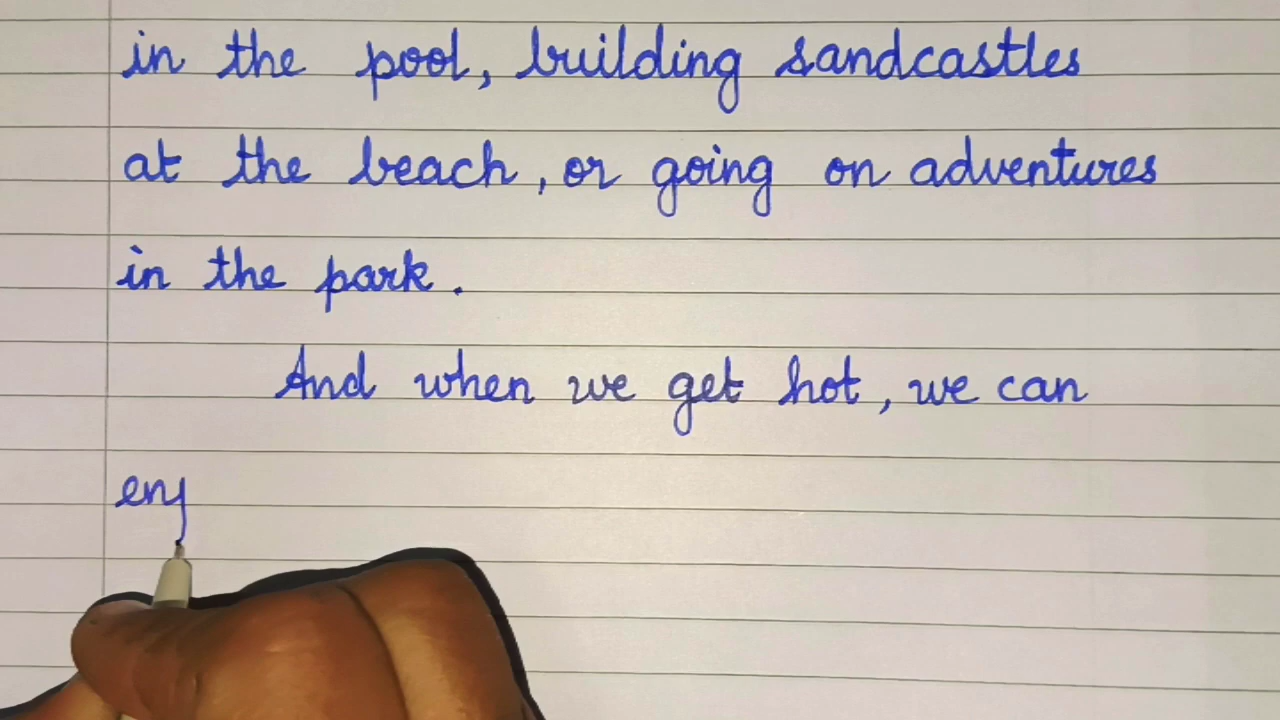 in the pool, building sandcastles
at the beach, or going on adventures
in the park.
And when we get hot, we can
enj